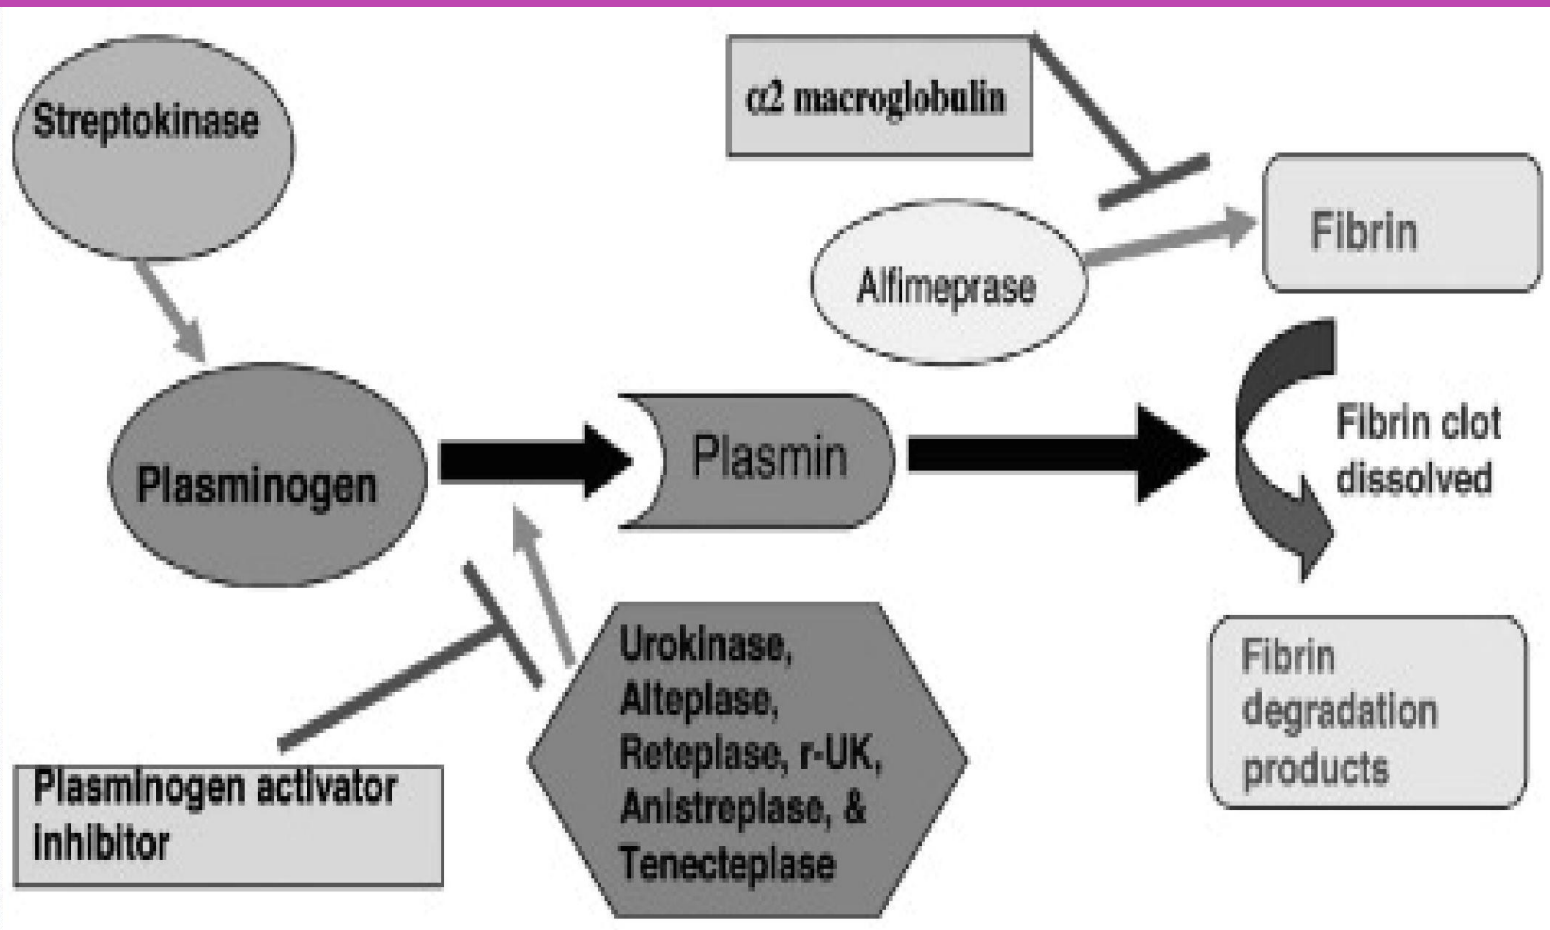 Streptokinase
α2 macroglobulin
Fibrin
Alfimeprase
Plasminogen
Plasmin
Fibrin clot
dissolved
Urokinase,
Alteplase,
Reteplase, r-UK,
Anistreplase, &
Tenecteplase
Fibrin
degradation
products
Plasminogen activator
inhibitor